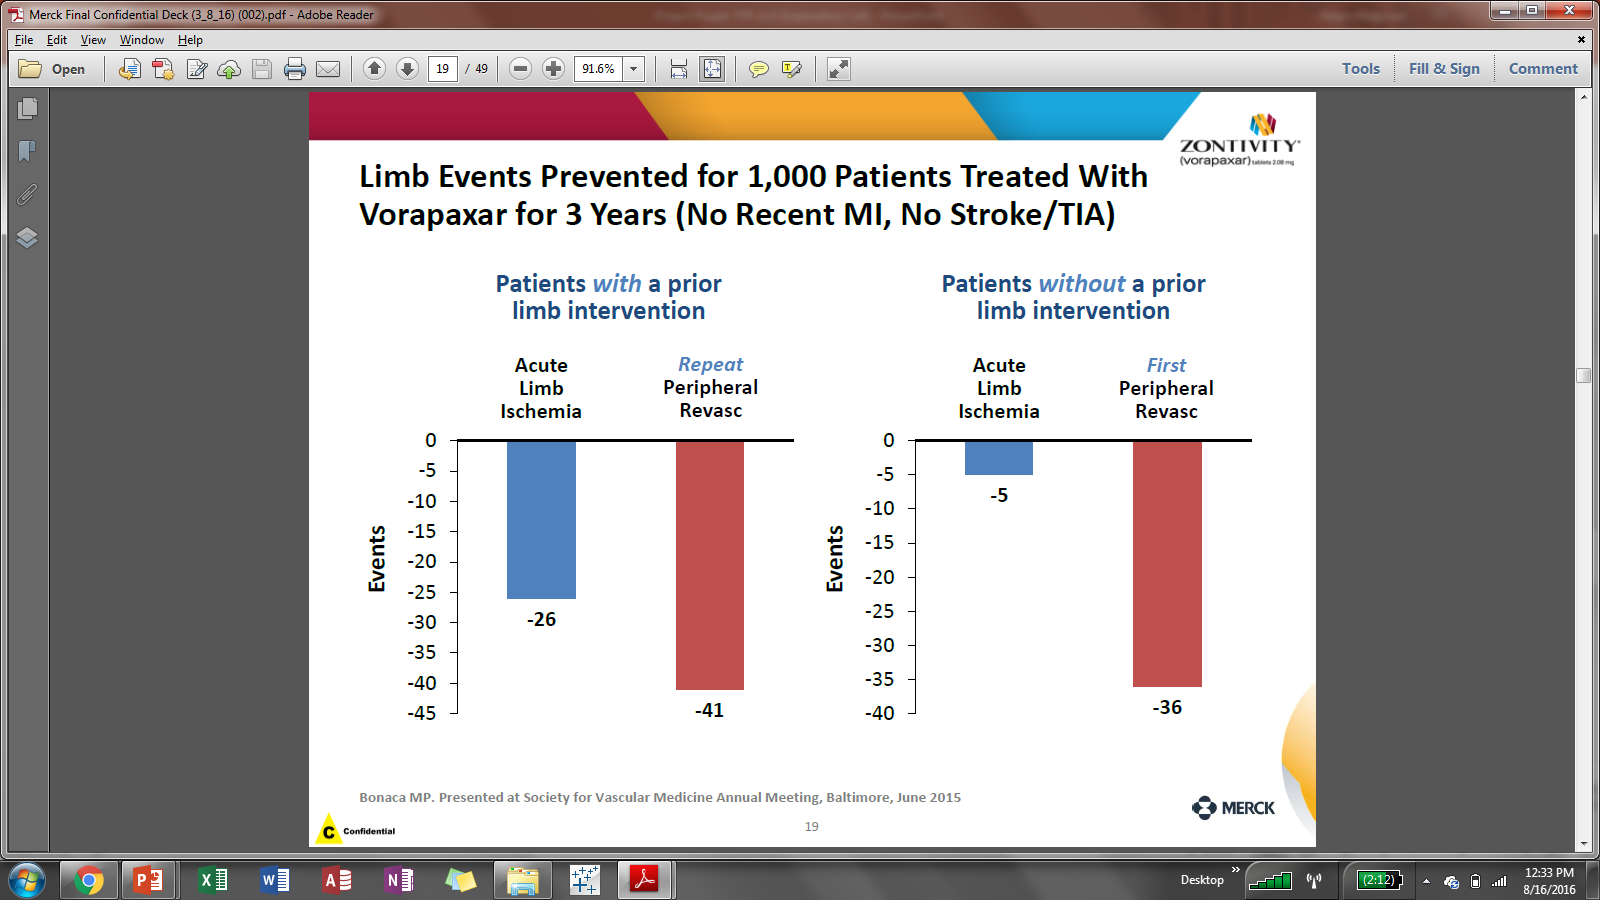 Merck Final Confidential Deck (3_8_16) (002).pdf - Adobe Reader
File Edit View Window Help
Open 19 / 49 91.6% Tools Fill & Sign Comment
ZONTIVITY
(vorapaxar) tablets 2.08 mg
Limb Events Prevented for 1,000 Patients Treated With
Vorapaxar for 3 Years (No Recent MI, No Stroke/TIA)
Patients with a prior
limb intervention
Acute
Limb
Ischemia
Repeat
Peripheral
Revasc
Events
0
-5
-10
-15
-20
-25
-30
-35
-40
-45
-26
-41
Patients without a prior
limb intervention
Acute
Limb
Ischemia
First
Peripheral
Revasc
Events
0
-5
-10
-15
-20
-25
-30
-35
-40
-5
-36
Bonaca MP. Presented at Society for Vascular Medicine Annual Meeting, Baltimore, June 2015
C Confidential
19
MERCK
Desktop
(2:12)
12:33 PM
8/16/2016